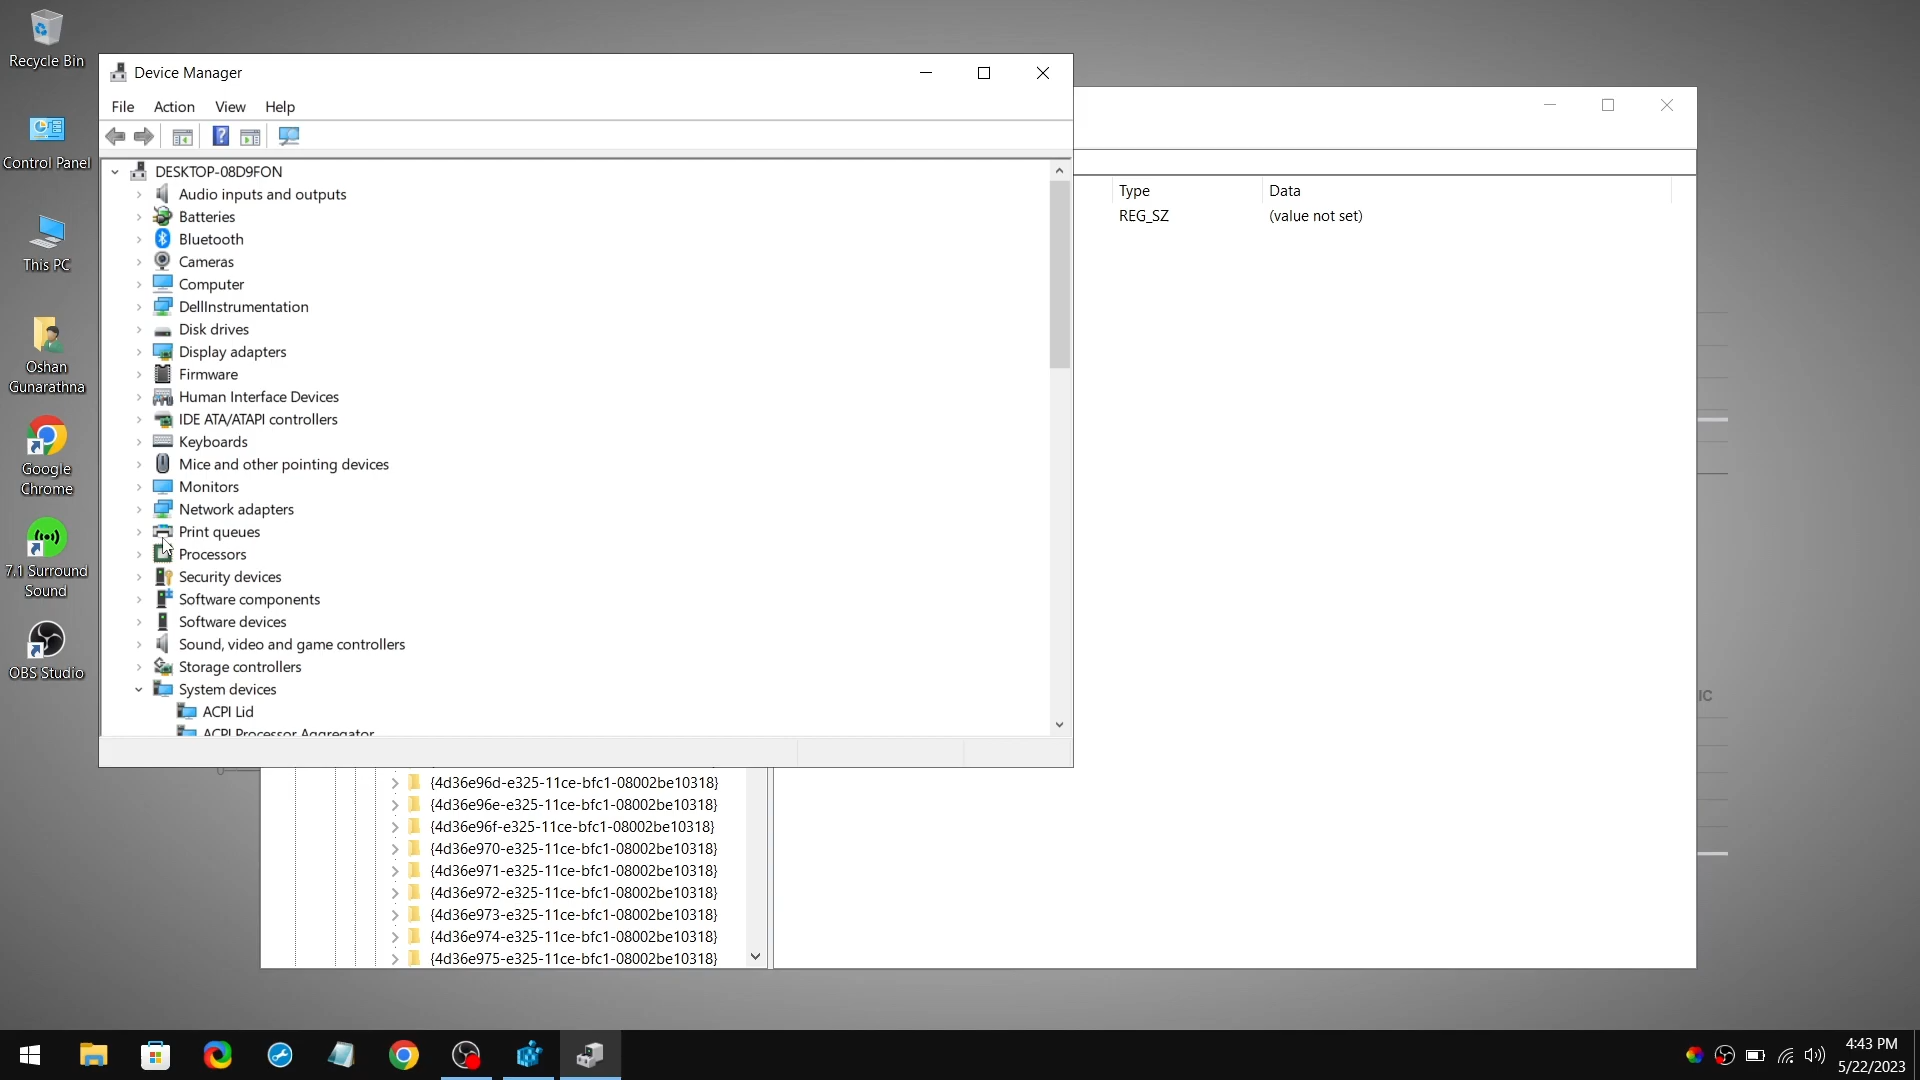 Recycle Bin
Control Panel
This PC
Oshan
Gunarathna
Google
Chrome
7.1 Surround
Sound
OBS Studio
Device Manager
File Action View Help
DESKTOP-08D9FON
Audio inputs and outputs
Batteries
Bluetooth
Cameras
Computer
DellInstrumentation
Disk drives
Display adapters
Firmware
Human Interface Devices
IDE ATA/ATAPI controllers
Keyboards
Mice and other pointing devices
Monitors
Network adapters
Print queues
Processors
Security devices
Software components
Software devices
Sound, video and game controllers
Storage controllers
System devices
ACPI Lid
ACPI Processor Aggregator
Type Data
REG_SZ (value not set)
{4d36e96d-e325-11ce-bfc1-08002be10318}
{4d36e96e-e325-11ce-bfc1-08002be10318}
{4d36e96f-e325-11ce-bfc1-08002be10318}
{4d36e970-e325-11ce-bfc1-08002be10318}
{4d36e971-e325-11ce-bfc1-08002be10318}
{4d36e972-e325-11ce-bfc1-08002be10318}
{4d36e973-e325-11ce-bfc1-08002be10318}
{4d36e974-e325-11ce-bfc1-08002be10318}
{4d36e975-e325-11ce-bfc1-08002be10318}
IC
4:43 PM
5/22/2023